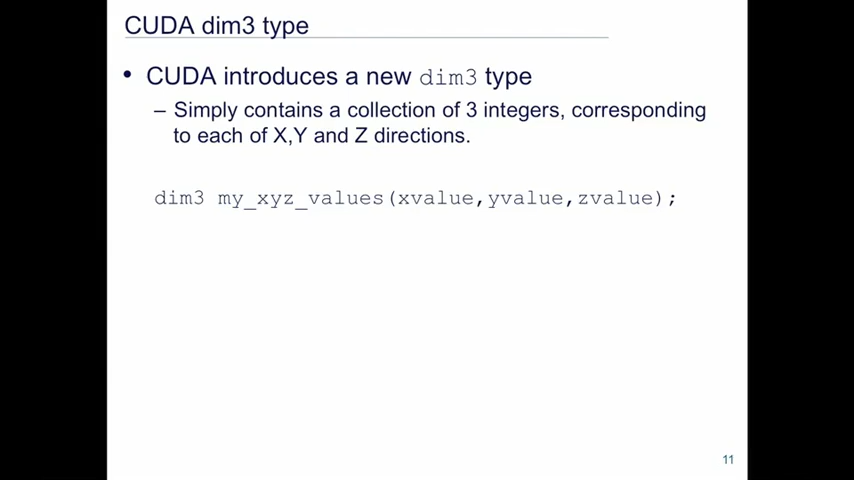 CUDA dim3 type
• CUDA introduces a new dim3 type
– Simply contains a collection of 3 integers, corresponding
to each of X,Y and Z directions.
dim3 my_xyz_values(xvalue,yvalue,zvalue);
11